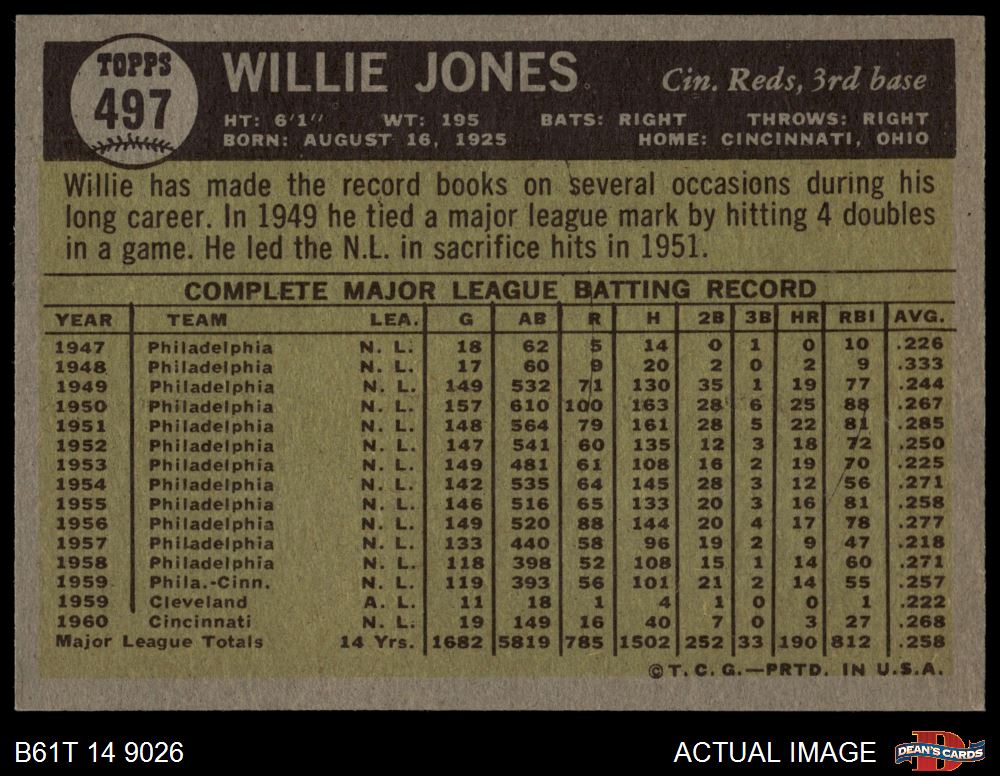 TOPPS
497
WILLIE JONES
Cin. Reds, 3rd base
HT: 6'1" WT: 195 BATS: RIGHT THROWS: RIGHT
BORN: AUGUST 16, 1925 HOME: CINCINNATI, OHIO
Willie has made the record books on several occasions during his
long career. In 1949 he tied a major league mark by hitting 4 doubles
in a game. He led the N.L. in sacrifice hits in 1951.
COMPLETE MAJOR LEAGUE BATTING RECORD
YEAR TEAM LEA. G AB R H 2B 3B HR RBI AVG.
1947 Philadelphia N. L. 18 62 5 14 0 1 0 10 .226
1948 Philadelphia N. L. 17 60 9 20 2 0 2 9 .333
1949 Philadelphia N. L. 149 532 71 130 35 1 19 77 .244
1950 Philadelphia N. L. 157 610 100 163 28 6 25 88 .267
1951 Philadelphia N. L. 148 564 79 161 28 5 22 81 .285
1952 Philadelphia N. L. 147 541 60 135 12 3 18 72 .250
1953 Philadelphia N. L. 149 481 61 108 16 2 19 70 .225
1954 Philadelphia N. L. 142 535 64 145 28 3 12 56 .271
1955 Philadelphia N. L. 146 516 65 133 20 3 16 81 .258
1956 Philadelphia N. L. 149 520 88 144 20 4 17 78 .277
1957 Philadelphia N. L. 133 440 58 96 19 2 9 47 .218
1958 Philadelphia N. L. 118 398 52 108 15 1 14 60 .271
1959 Phila.-Cinn. N. L. 119 393 56 101 21 2 14 55 .257
1959 Cleveland A. L. 11 18 1 4 1 0 0 1 .222
1960 Cincinnati N. L. 19 149 16 40 7 0 3 27 .268
Major League Totals 14 Yrs. 1682 5819 785 1502 252 33 190 812 .258
©T. C. G.—PRTD. IN U.S.A.
B61T 14 9026
ACTUAL IMAGE
DEAN'S CARDS